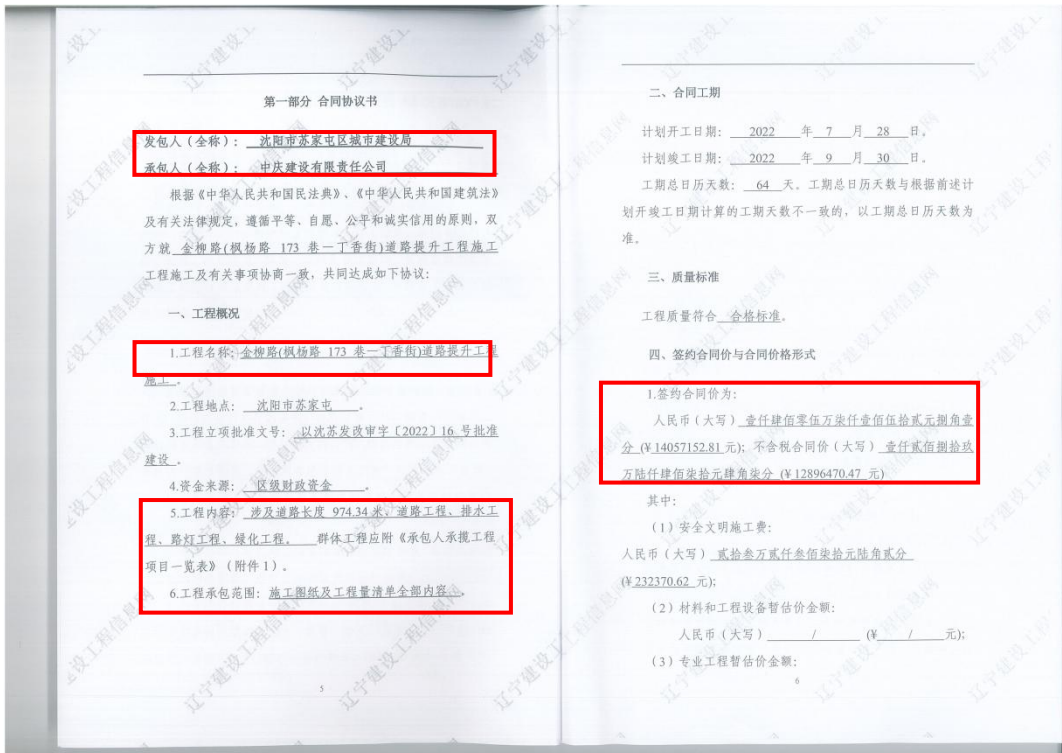 第一部分 合同协议书
发包人（全称）： 沈阳市苏家屯区城市建设局
承包人（全称）： 中庆建设有限责任公司
根据《中华人民共和国民法典》、《中华人民共和国建筑法》
及有关法律规定，遵循平等、自愿、公平和诚实信用的原则，双
方就 金柳路(枫杨路 173 巷一丁香街)道路提升工程施工
工程施工及有关事项协商一致，共同达成如下协议：
一、工程概况
1.工程名称：金柳路(枫杨路 173 巷一丁香街)道路提升工程
施工 。
2.工程地点： 沈阳市苏家屯 。
3.工程立项批准文号： 以沈苏发改审字〔2022〕16 号批准
建设 。
4.资金来源： 区级财政资金 。
5.工程内容： 涉及道路长度 974.34 米、道路工程、排水工
程、路灯工程、绿化工程。 群体工程应附《承包人承揽工程
项目一览表》（附件 1）。
6.工程承包范围：施工图纸及工程量清单全部内容 。
5
二、合同工期
计划开工日期： 2022 年 7 月 28 日。
计划竣工日期： 2022 年 9 月 30 日。
工期总日历天数： 64 天。工期总日历天数与根据前述计
划开竣工日期计算的工期天数不一致的，以工期总日历天数为
准。
三、质量标准
工程质量符合 合格标准。
四、签约合同价与合同价格形式
1.签约合同价为：
人民币（大写） 壹仟肆佰零伍万柒仟壹佰伍拾贰元捌角壹
分 (¥ 14057152.81 元)；不含税合同价（大写） 壹仟贰佰捌拾玖
万陆仟肆佰柒拾元肆角柒分 (¥ 12896470.47 元)
其中：
（1）安全文明施工费：
人民币（大写） 贰拾叁万贰仟叁佰柒拾元陆角贰分
(¥ 232370.62 元)；
（2）材料和工程设备暂估价金额：
人民币（大写） / (¥ / 元)；
（3）专业工程暂估价金额：
6
辽宁建设工程信息网